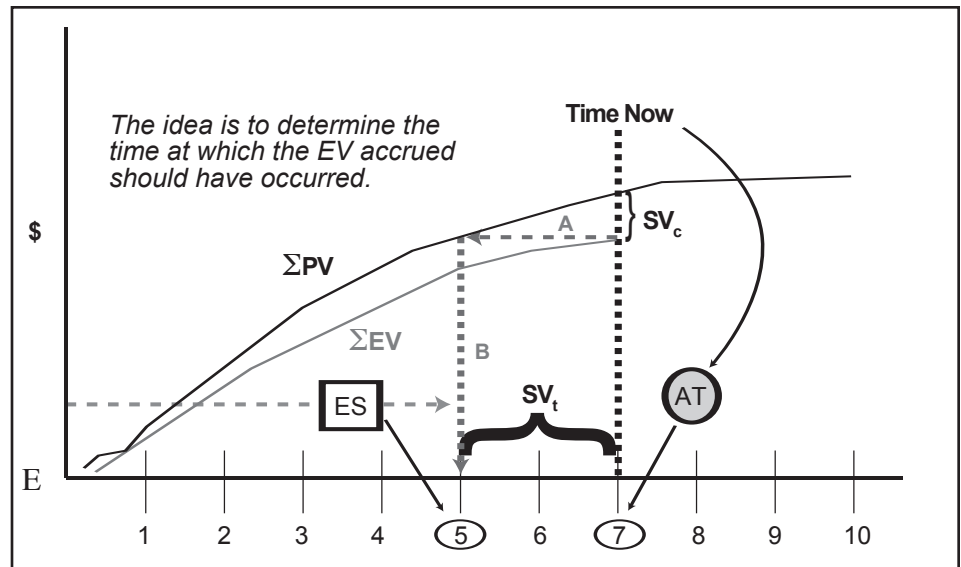 The idea is to determine the
time at which the EV accrued
should have occurred.
Time Now
$
A
SVc
ΣPV
ΣEV
B
ES
SVt
AT
E
1 2 3 4 5 6 7 8 9 10